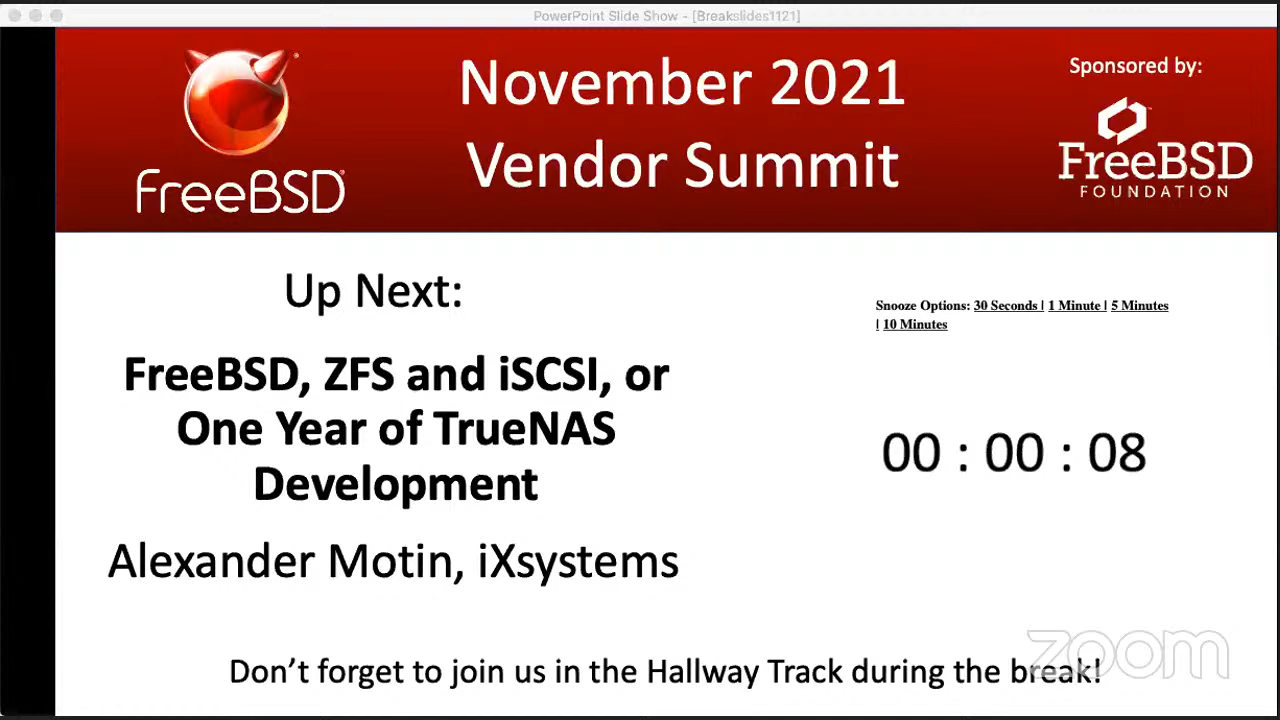 PowerPoint Slide Show - [Breakslides1121]
FreeBSD
November 2021
Vendor Summit
Sponsored by:
FreeBSD
FOUNDATION
Up Next:
FreeBSD, ZFS and iSCSI, or
One Year of TrueNAS
Development
Alexander Motin, iXsystems
Snooze Options: 30 Seconds | 1 Minute | 5 Minutes
| 10 Minutes
00 : 00 : 08
Don’t forget to join us in the Hallway Track during the break!
zoom